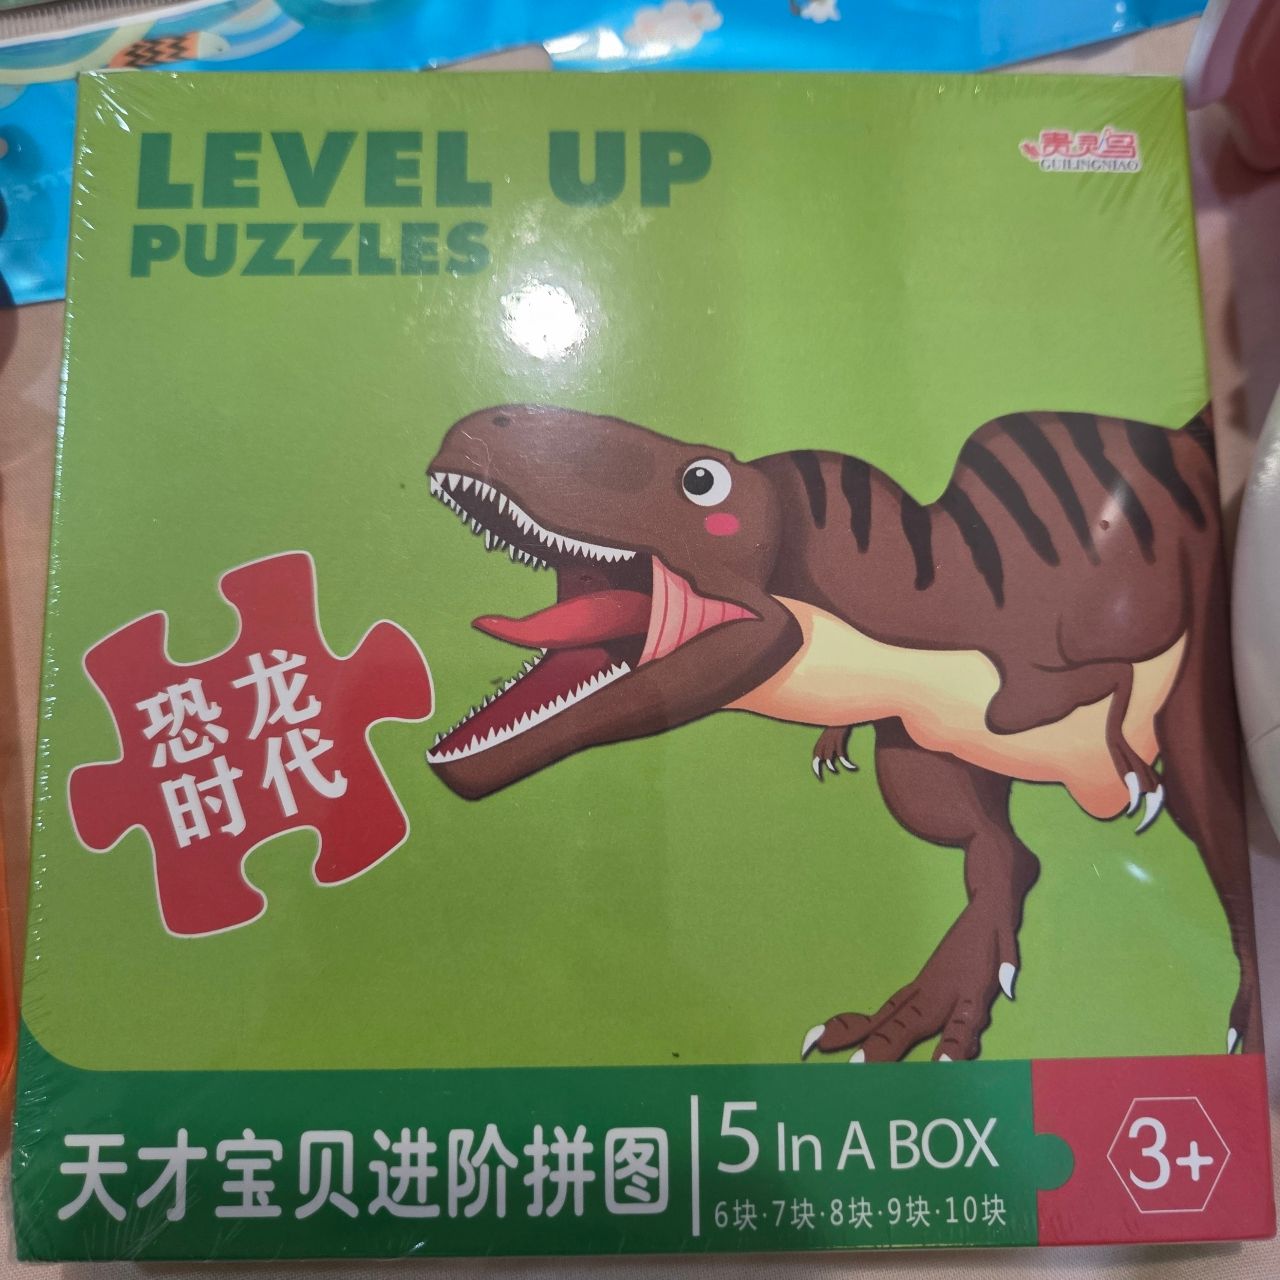 LEVEL UP
PUZZLES
贵灵鸟
GUILINGNIAO
恐龙
时代
天才宝贝进阶拼图
5 In A BOX
6块·7块·8块·9块·10块
3+